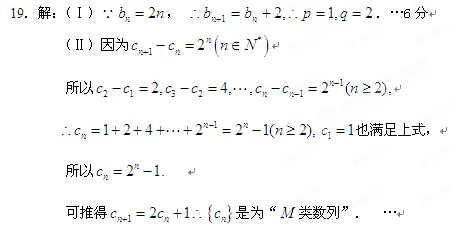 19. 解:(Ⅰ) ∵ bₙ = 2n, ∴ bₙ₊₁ = bₙ + 2, ∴ p = 1, q = 2. …6 分
(Ⅱ) 因为 cₙ₊₁ − cₙ = 2ⁿ (n ∈ N*)
所以 c₂ − c₁ = 2, c₃ − c₂ = 4, ⋯, cₙ − cₙ₋₁ = 2ⁿ⁻¹ (n ≥ 2),
∴ cₙ = 1 + 2 + 4 + ⋯ + 2ⁿ⁻¹ = 2ⁿ − 1 (n ≥ 2), c₁ = 1 也满足上式,
所以 cₙ = 2ⁿ − 1.
可推得 cₙ₊₁ = 2cₙ + 1 ∴ {cₙ} 是为“ M 类数列”. …